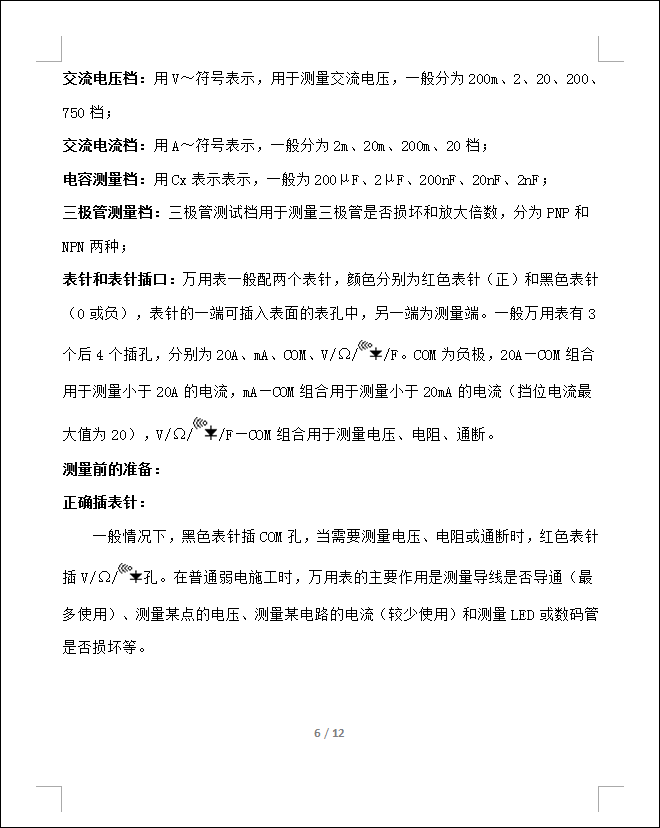 交流电压档：用 V～符号表示，用于测量交流电压，一般分为 200m、2、20、200、
750 档；
交流电流档：用 A～符号表示，一般分为 2m、20m、200m、20 档；
电容测量档：用 Cx 表示表示，一般为 200μF、2μF、200nF、20nF、2nF；
三极管测量档：三极管测试档用于测量三极管是否损坏和放大倍数，分为 PNP 和
NPN 两种；
表针和表针插口：万用表一般配两个表针，颜色分别为红色表针（正）和黑色表针
（0 或负），表针的一端可插入表面的表孔中，另一端为测量端。一般万用表有 3
个后 4 个插孔，分别为 20A、mA、COM、V/Ω/ /F。COM 为负极，20A—COM 组合
用于测量小于 20A 的电流，mA—COM 组合用于测量小于 20mA 的电流（挡位电流最
大值为 20），V/Ω/ /F—COM 组合用于测量电压、电阻、通断。
测量前的准备：
正确插表针：
一般情况下，黑色表针插 COM 孔，当需要测量电压、电阻或通断时，红色表针
插 V/Ω/ 孔。在普通弱电施工时，万用表的主要作用是测量导线是否导通（最
多使用）、测量某点的电压、测量某电路的电流（较少使用）和测量 LED 或数码管
是否损坏等。
6 / 12